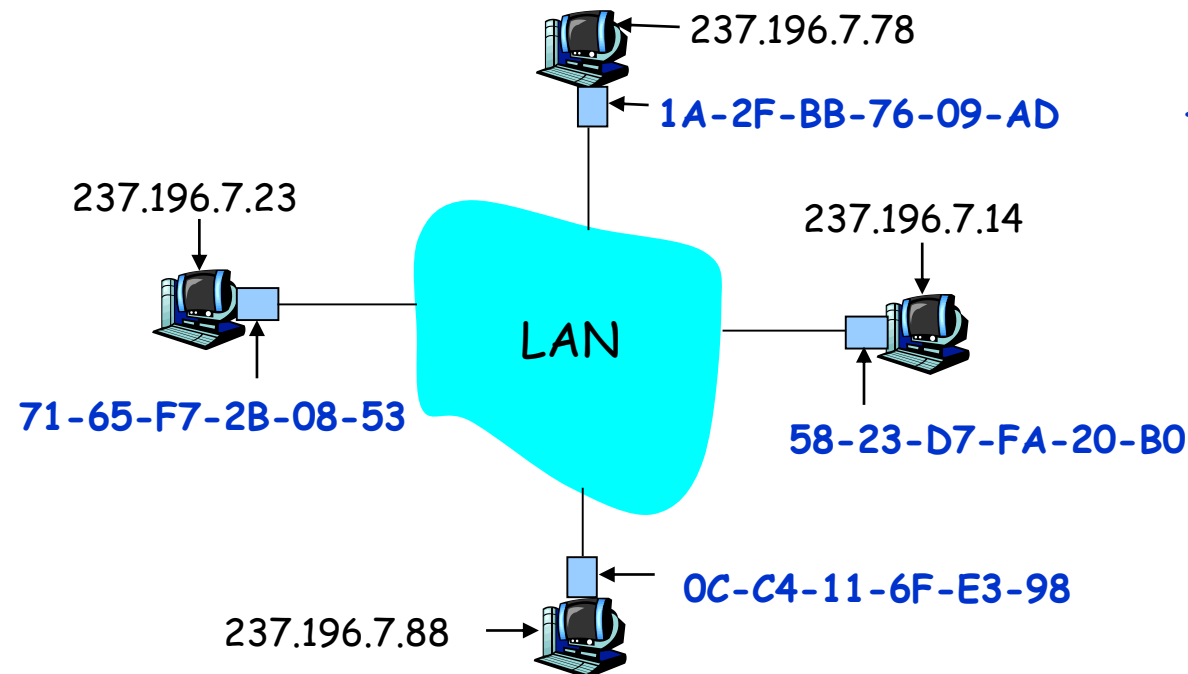 237.196.7.78
1A-2F-BB-76-09-AD
237.196.7.23
237.196.7.14
LAN
71-65-F7-2B-08-53
58-23-D7-FA-20-B0
0C-C4-11-6F-E3-98
237.196.7.88